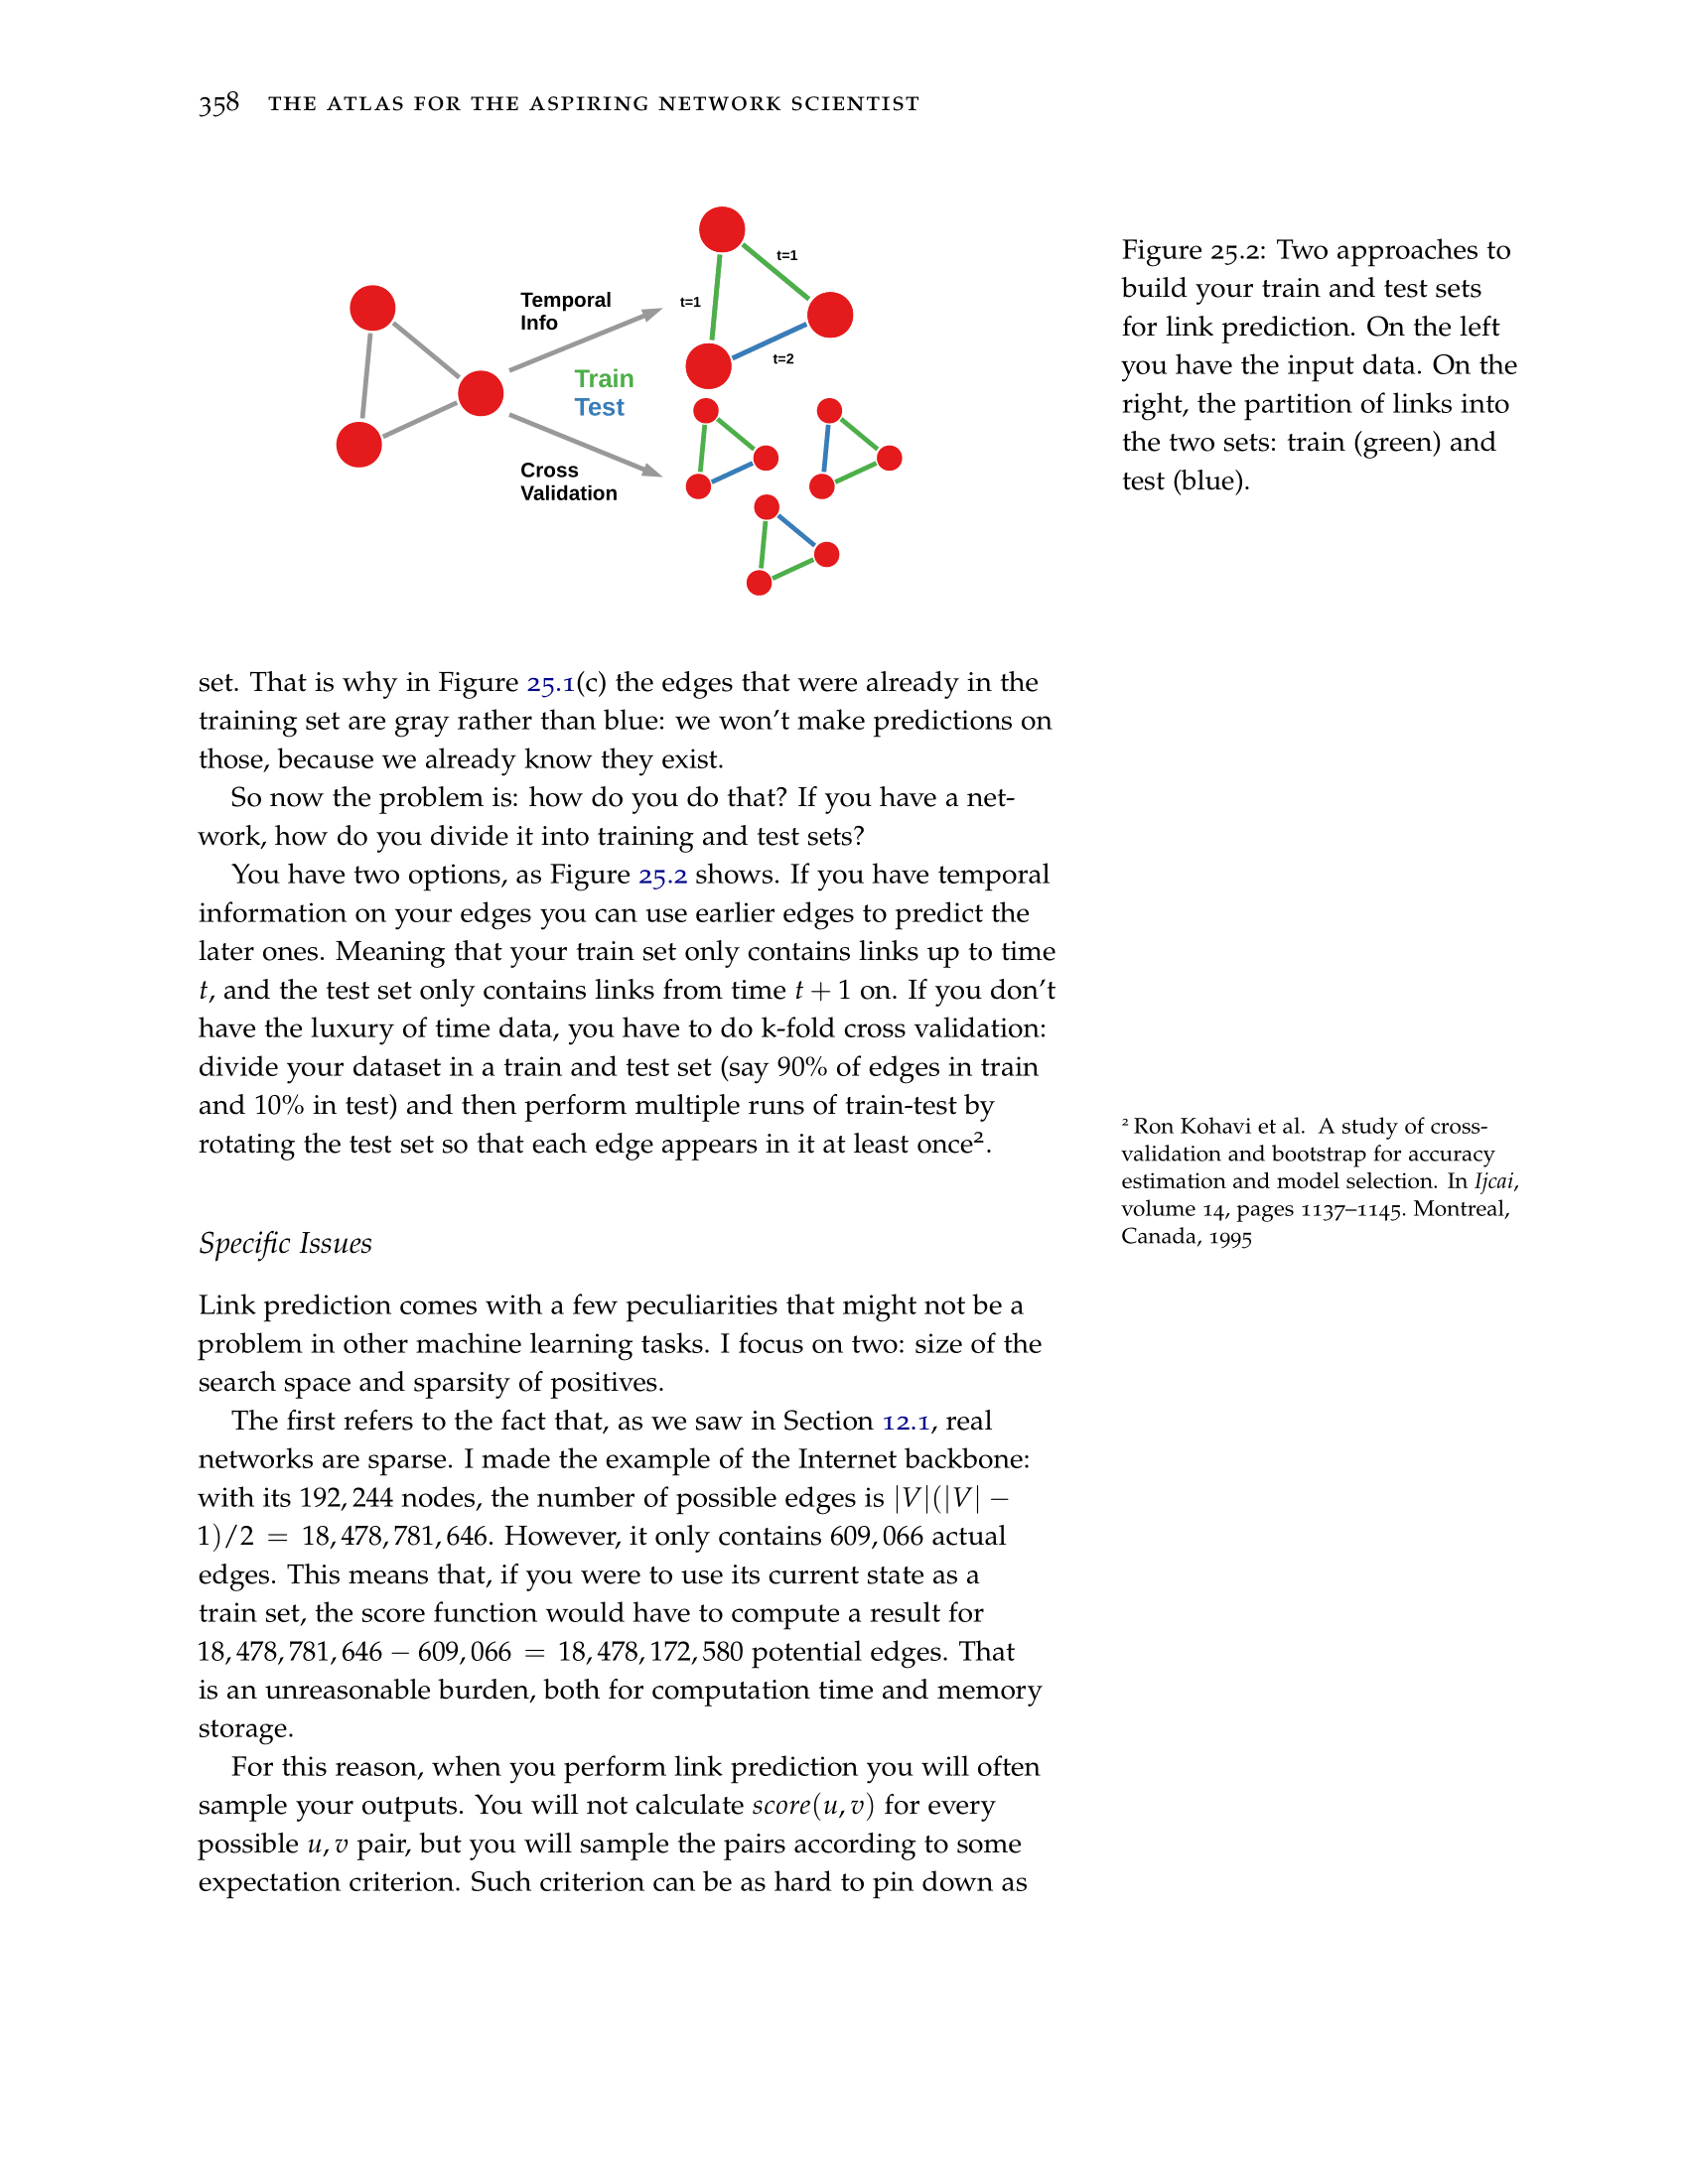 358 THE ATLAS FOR THE ASPIRING NETWORK SCIENTIST
t=1
Temporal
Info
t=1
t=2
Train
Test
Cross
Validation
Figure 25.2: Two approaches to
build your train and test sets
for link prediction. On the left
you have the input data. On the
right, the partition of links into
the two sets: train (green) and
test (blue).
set. That is why in Figure 25.1(c) the edges that were already in the
training set are gray rather than blue: we won’t make predictions on
those, because we already know they exist.
So now the problem is: how do you do that? If you have a net-
work, how do you divide it into training and test sets?
You have two options, as Figure 25.2 shows. If you have temporal
information on your edges you can use earlier edges to predict the
later ones. Meaning that your train set only contains links up to time
t, and the test set only contains links from time t + 1 on. If you don’t
have the luxury of time data, you have to do k-fold cross validation:
divide your dataset in a train and test set (say 90% of edges in train
and 10% in test) and then perform multiple runs of train-test by
rotating the test set so that each edge appears in it at least once².
² Ron Kohavi et al. A study of cross-
validation and bootstrap for accuracy
estimation and model selection. In Ijcai,
volume 14, pages 1137–1145. Montreal,
Canada, 1995
Specific Issues
Link prediction comes with a few peculiarities that might not be a
problem in other machine learning tasks. I focus on two: size of the
search space and sparsity of positives.
The first refers to the fact that, as we saw in Section 12.1, real
networks are sparse. I made the example of the Internet backbone:
with its 192, 244 nodes, the number of possible edges is |V|(|V| −
1)/2 = 18, 478, 781, 646. However, it only contains 609, 066 actual
edges. This means that, if you were to use its current state as a
train set, the score function would have to compute a result for
18, 478, 781, 646 − 609, 066 = 18, 478, 172, 580 potential edges. That
is an unreasonable burden, both for computation time and memory
storage.
For this reason, when you perform link prediction you will often
sample your outputs. You will not calculate score(u, v) for every
possible u, v pair, but you will sample the pairs according to some
expectation criterion. Such criterion can be as hard to pin down as